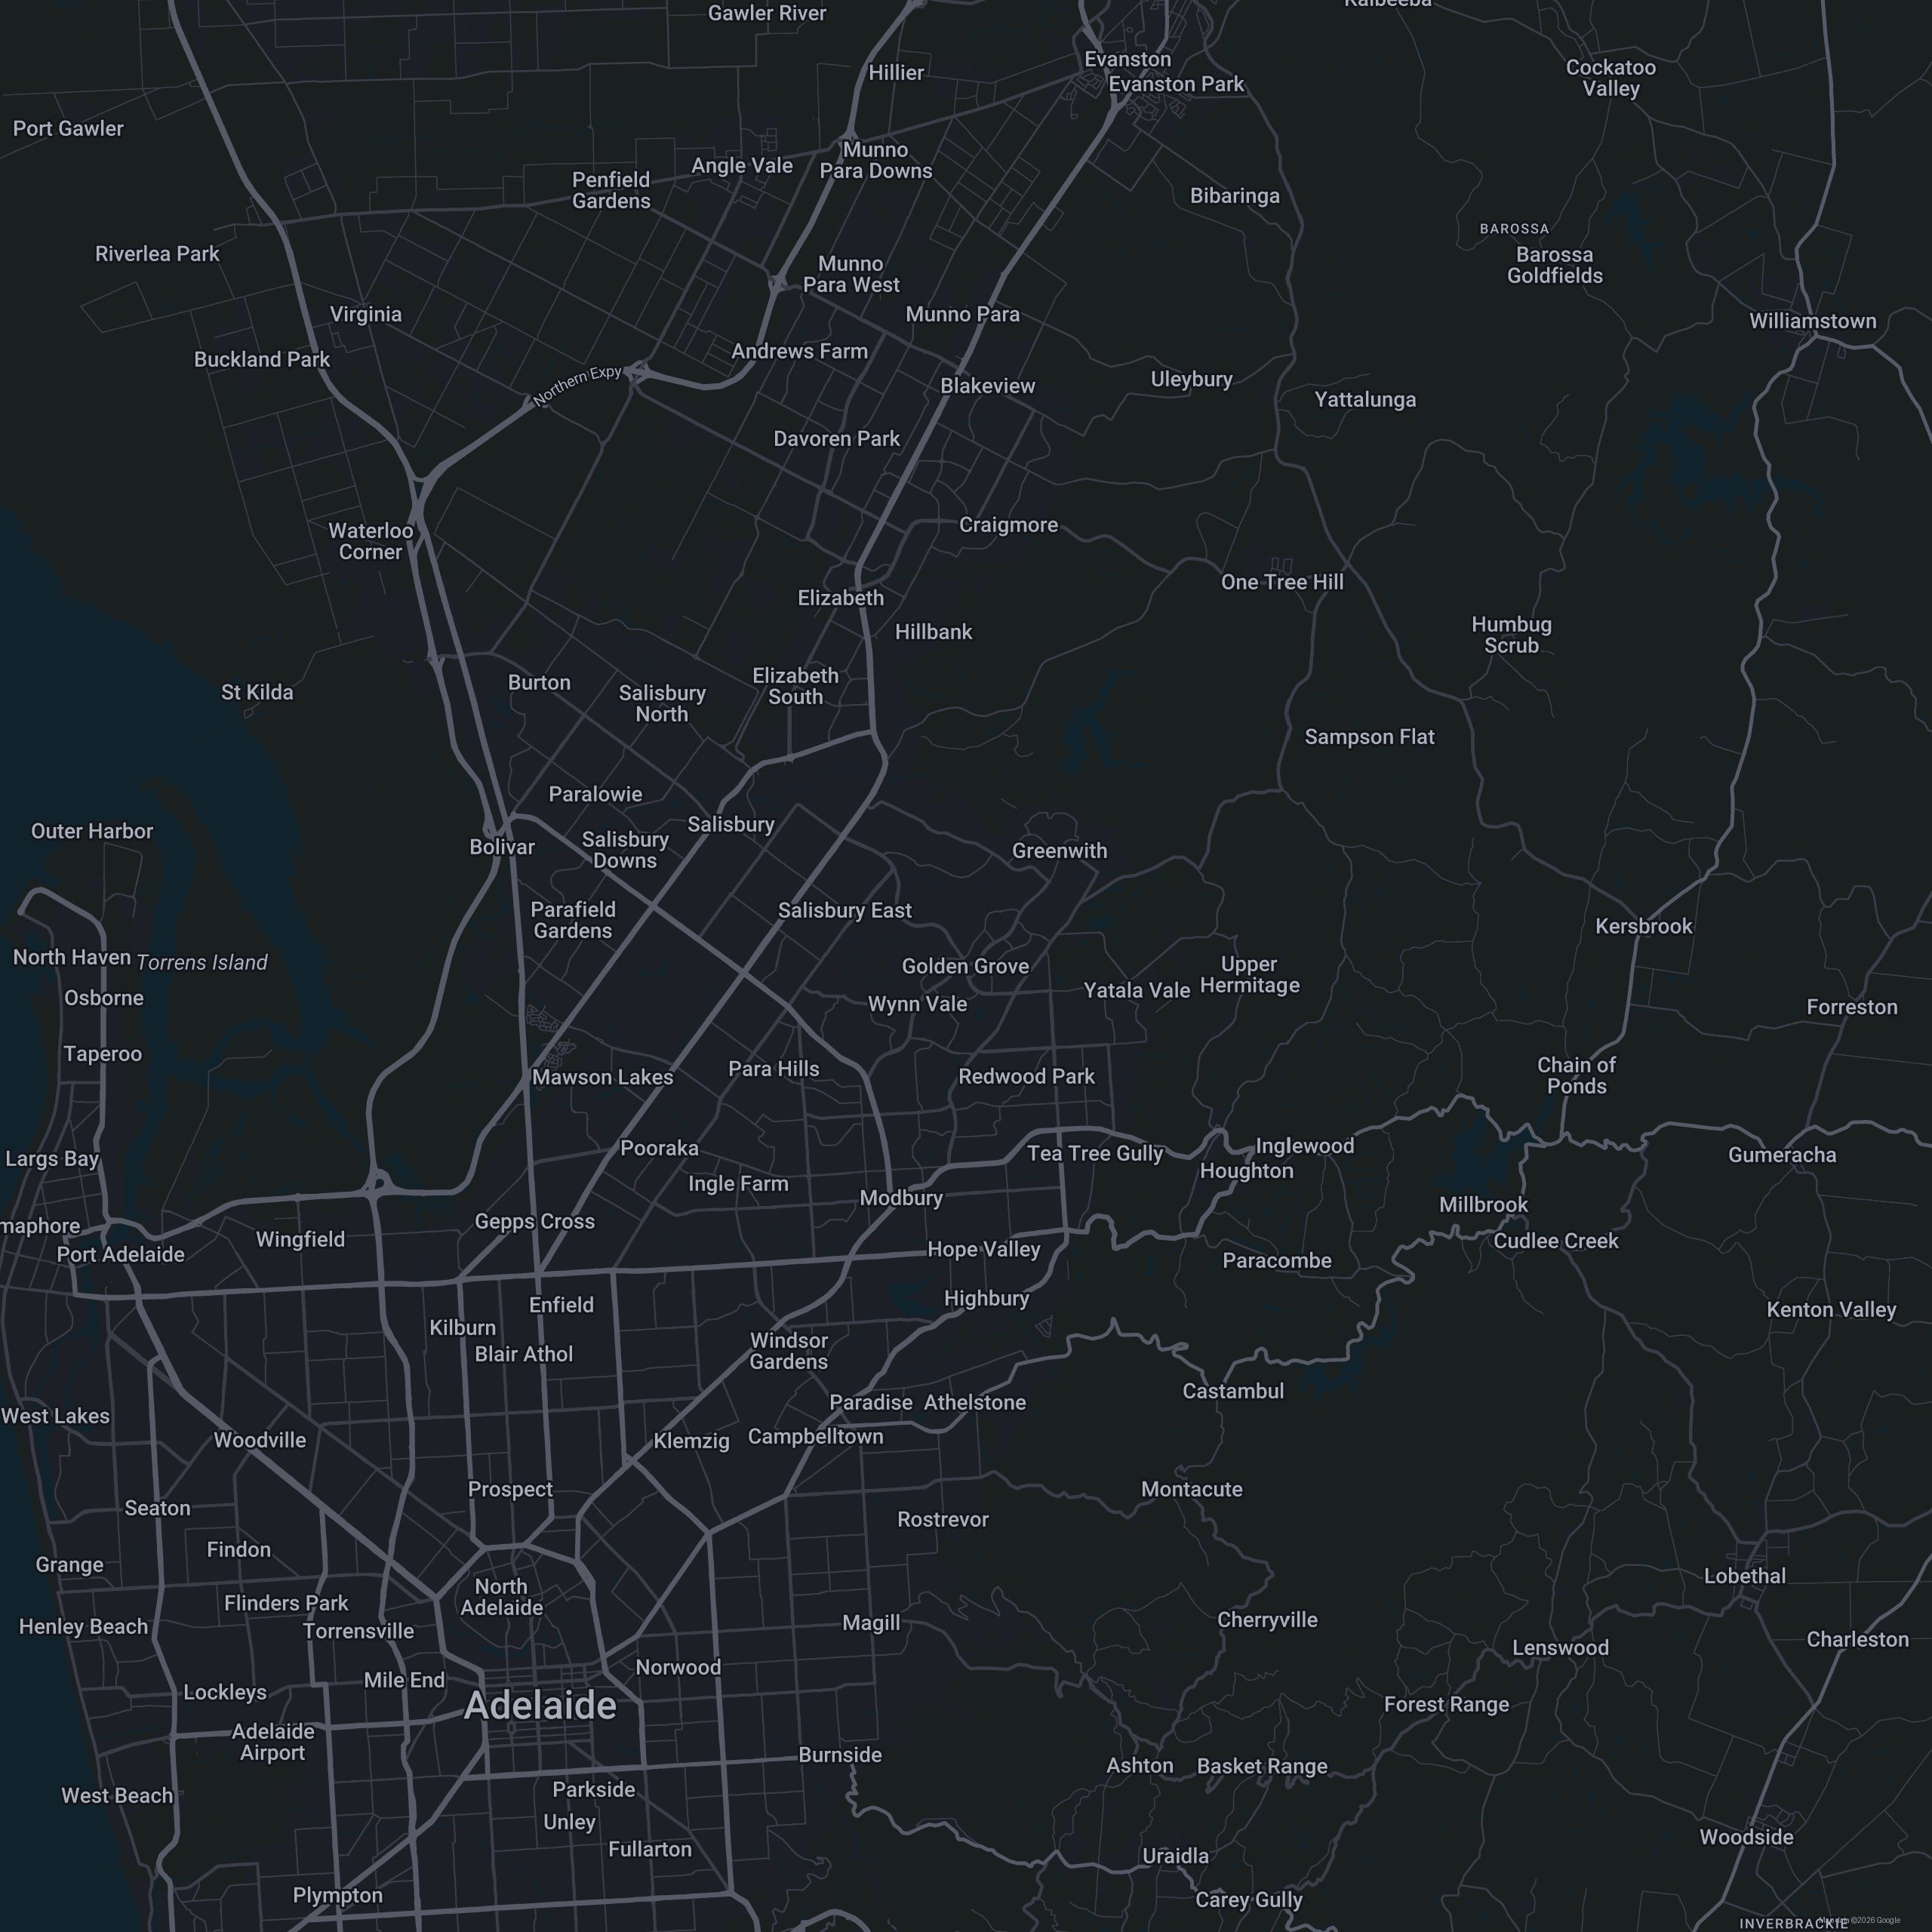 Gawler River
Kalbeeba
Evanston
Cockatoo
Valley
Hillier
Evanston Park
Port Gawler
Munno
Para Downs
Angle Vale
Penfield
Gardens
Bibaringa
BAROSSA
Riverlea Park
Barossa
Goldfields
Munno
Para West
Virginia
Munno Para
Williamstown
Buckland Park
Andrews Farm
Northern Expy
Blakeview
Uleybury
Yattalunga
Davoren Park
Waterloo
Corner
Craigmore
One Tree Hill
Elizabeth
Hillbank
Humbug
Scrub
St Kilda
Burton
Salisbury
North
Elizabeth
South
Sampson Flat
Paralowie
Outer Harbor
Salisbury
Bolivar
Salisbury
Downs
Greenwith
Parafield
Gardens
Salisbury East
Kersbrook
North Haven
Torrens Island
Golden Grove
Upper
Hermitage
Osborne
Wynn Vale
Yatala Vale
Forreston
Taperoo
Mawson Lakes
Para Hills
Redwood Park
Chain of
Ponds
Largs Bay
Pooraka
Tea Tree Gully
Inglewood
Houghton
Gumeracha
Ingle Farm
Modbury
Millbrook
maphore
Gepps Cross
Wingfield
Port Adelaide
Hope Valley
Cudlee Creek
Paracombe
Enfield
Highbury
Kenton Valley
Kilburn
Blair Athol
Windsor
Gardens
Castambul
West Lakes
Paradise
Athelstone
Woodville
Klemzig
Campbelltown
Prospect
Montacute
Seaton
Rostrevor
Findon
Grange
Lobethal
North
Adelaide
Flinders Park
Henley Beach
Torrensville
Magill
Cherryville
Lenswood
Charleston
Norwood
Mile End
Lockleys
Adelaide
Forest Range
Adelaide
Airport
Burnside
Ashton
Basket Range
West Beach
Parkside
Unley
Woodside
Fullarton
Uraidla
Plympton
Carey Gully
INVERBRACKIE
©2026 Google